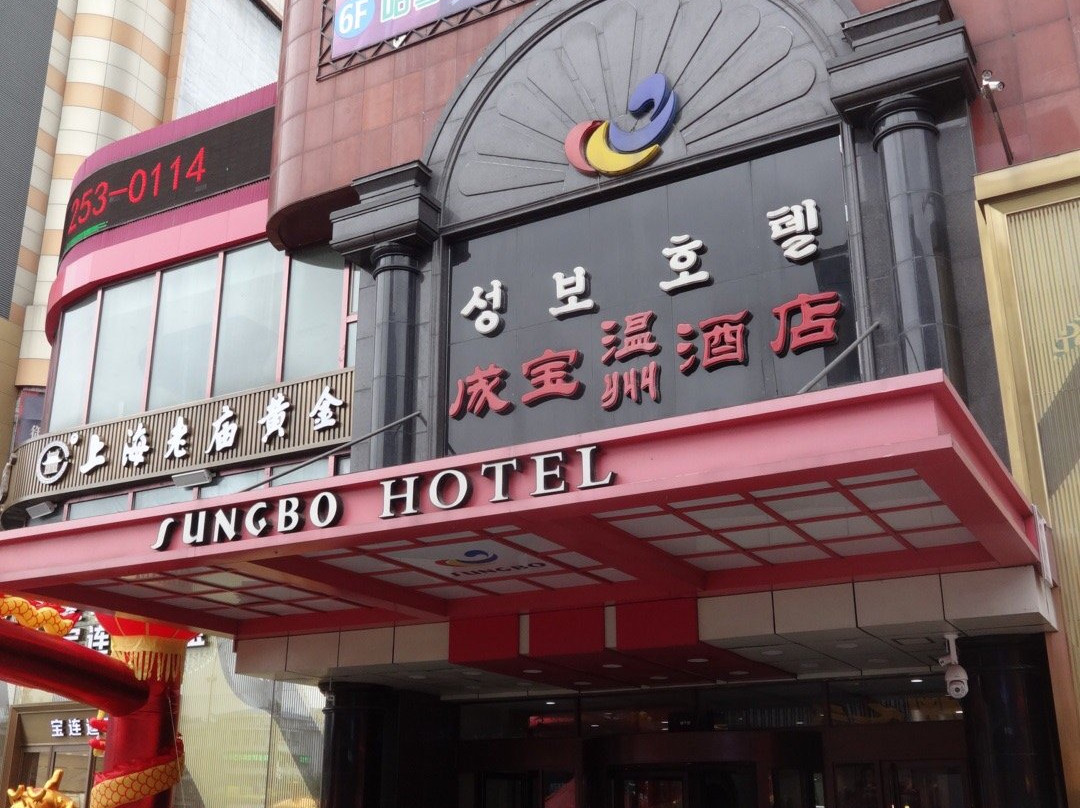 6F
253-0114
성보호텔
成宝温州酒店
上海老庙黄金
SUNGBO HOTEL
SUNGBO
宝连